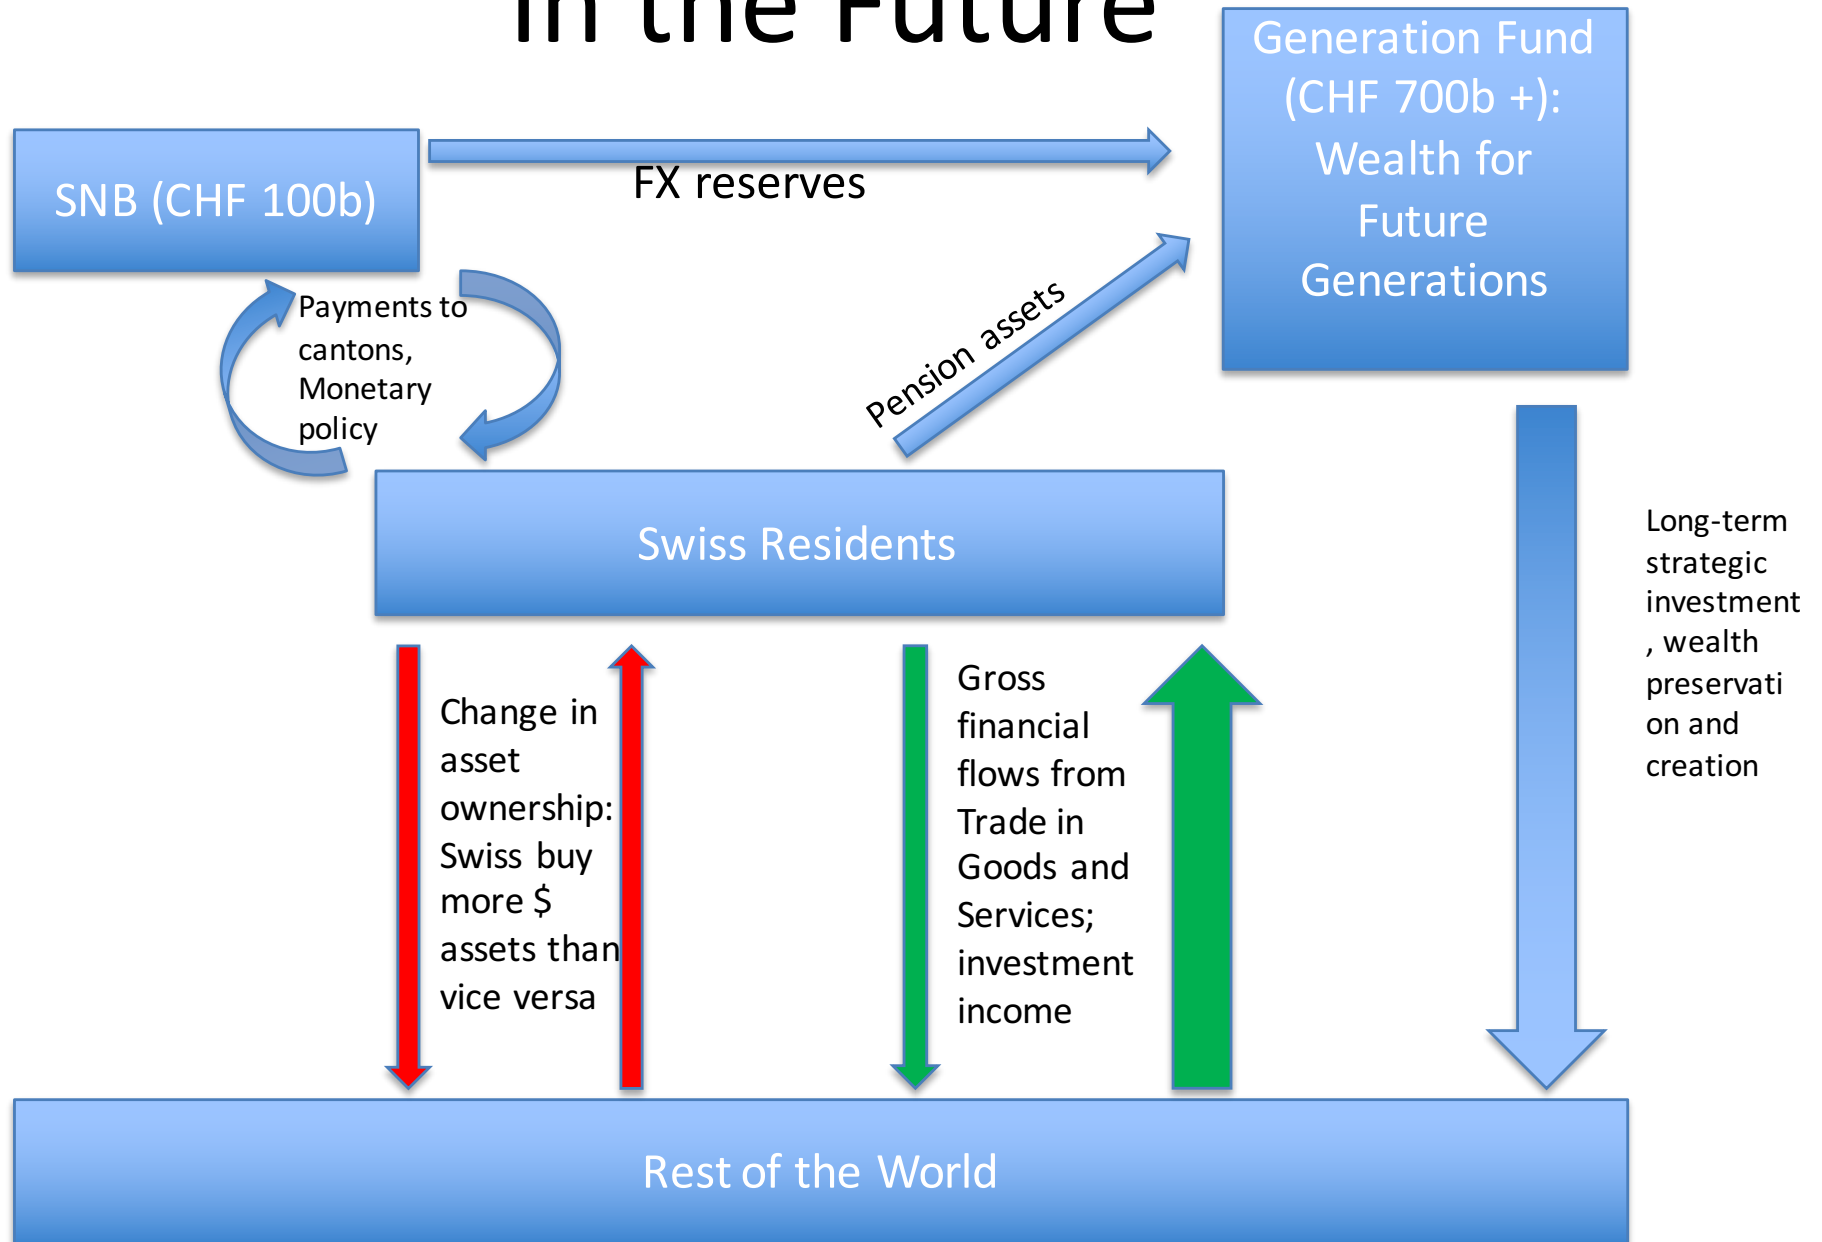 in the Future
Generation Fund
(CHF 700b +):
Wealth for
Future
Generations
SNB (CHF 100b)
FX reserves
Payments to
cantons,
Monetary
policy
Pension assets
Swiss Residents
Long-term
strategic
investment
, wealth
preservati
on and
creation
Change in
asset
ownership:
Swiss buy
more $
assets than
vice versa
Gross
financial
flows from
Trade in
Goods and
Services;
investment
income
Rest of the World